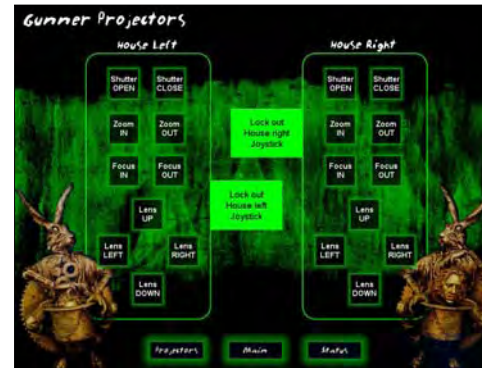 Gunner Projectors
House Left
House Right
Shutter
OPEN
Shutter
CLOSE
Zoom
IN
Zoom
OUT
Focus
IN
Focus
OUT
Lens
UP
Lens
LEFT
Lens
RIGHT
Lens
DOWN
Lock out
House right
Joystick
Lock out
House left
Joystick
Shutter
OPEN
Shutter
CLOSE
Zoom
IN
Zoom
OUT
Focus
IN
Focus
OUT
Lens
UP
Lens
LEFT
Lens
RIGHT
Lens
DOWN
Projectors
Main
Status